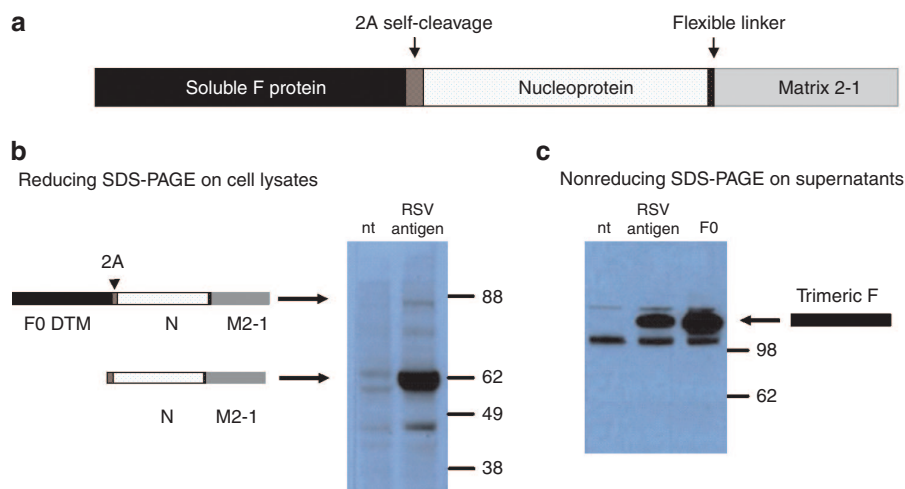 a
2A self-cleavage
Flexible linker
Soluble F protein
Nucleoprotein
Matrix 2-1
b
Reducing SDS-PAGE on cell lysates
nt
RSV
antigen
2A
F0 DTM
N
M2-1
N
M2-1
88
62
49
38
c
Nonreducing SDS-PAGE on supernatants
nt
RSV
antigen
F0
Trimeric F
98
62